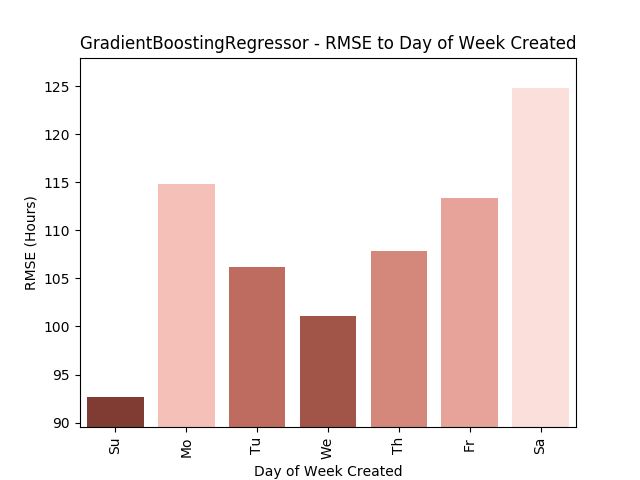 GradientBoostingRegressor - RMSE to Day of Week Created
125
120
115
110
105
100
95
90
RMSE (Hours)
Su
Mo
Tu
We
Th
Fr
Sa
Day of Week Created